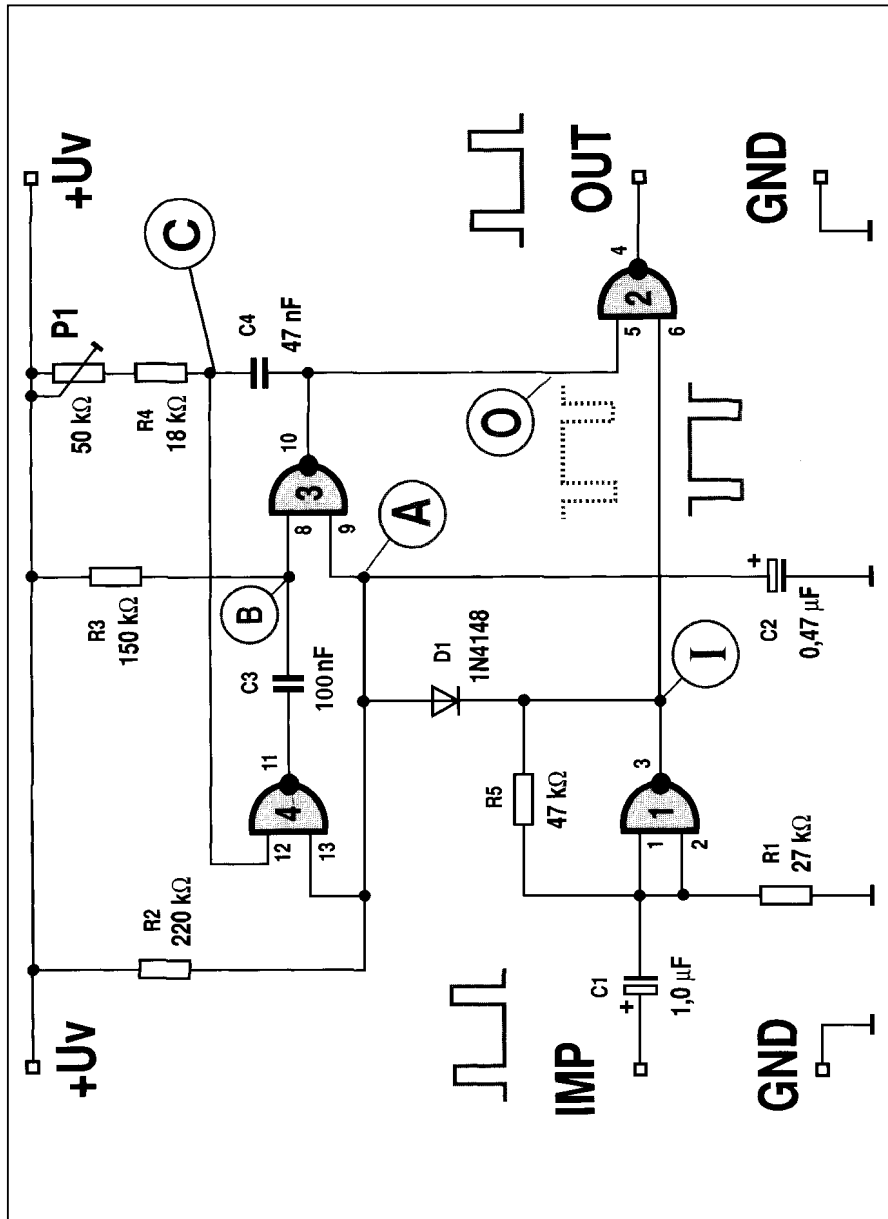 +Uv
+Uv
P1
50 kΩ
R4
18 kΩ
C
C4
47 nF
R3
150 kΩ
R2
220 kΩ
B
C3
100 nF
11
4
12
13
10
3
8
9
A
O
OUT
4
2
5
6
D1
1N4148
R5
47 kΩ
I
3
1
1
2
C1
+
1,0 µF
IMP
R1
27 kΩ
C2
+
0,47 µF
GND
GND